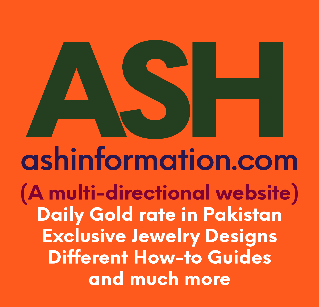 ASH
ashinformation.com
(A multi-directional website)
Daily Gold rate in Pakistan
Exclusive Jewelry Designs
Different How-to Guides
and much more